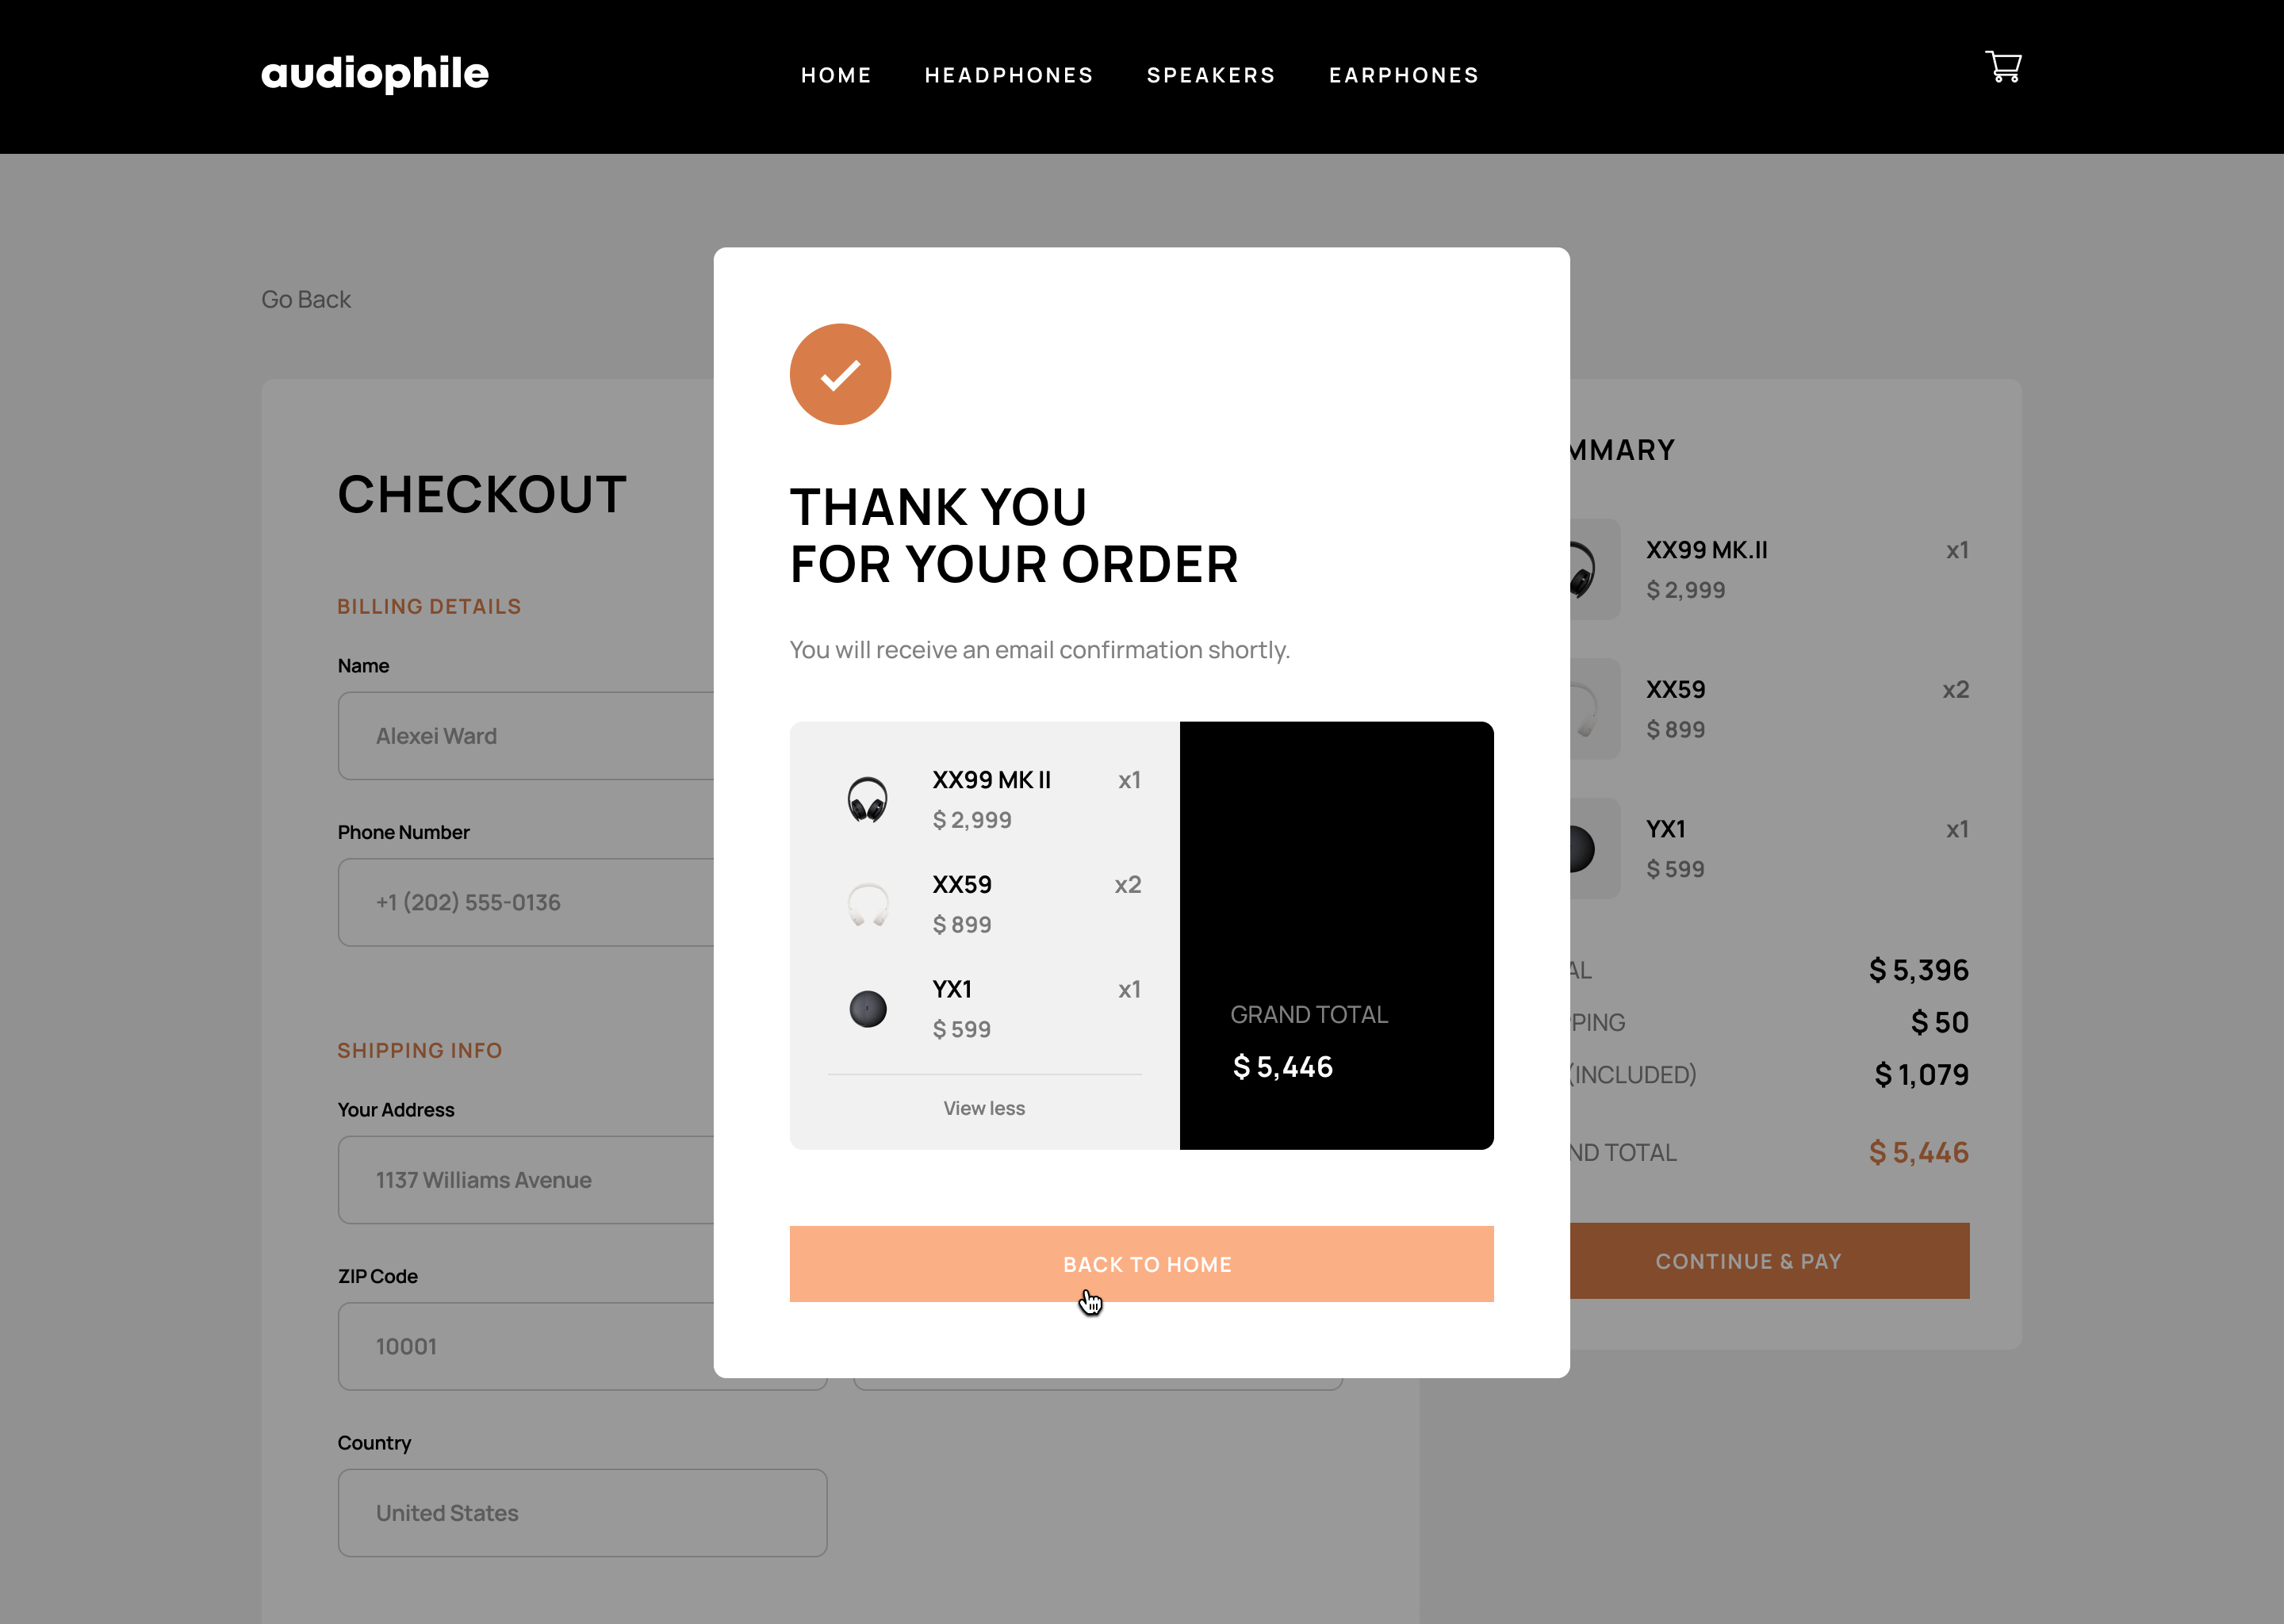 audiophile
HOME HEADPHONES SPEAKERS EARPHONES
Go Back
CHECKOUT
BILLING DETAILS
Name
Alexei Ward
Phone Number
+1 (202) 555-0136
SHIPPING INFO
Your Address
1137 Williams Avenue
ZIP Code
10001
Country
United States
THANK YOU
FOR YOUR ORDER
You will receive an email confirmation shortly.
XX99 MK II x1
$ 2,999
XX59 x2
$ 899
YX1 x1
$ 599
View less
GRAND TOTAL
$ 5,446
BACK TO HOME
MMARY
XX99 MK.II x1
$ 2,999
XX59 x2
$ 899
YX1 x1
$ 599
AL $ 5,396
PING $ 50
(INCLUDED) $ 1,079
ND TOTAL $ 5,446
CONTINUE & PAY